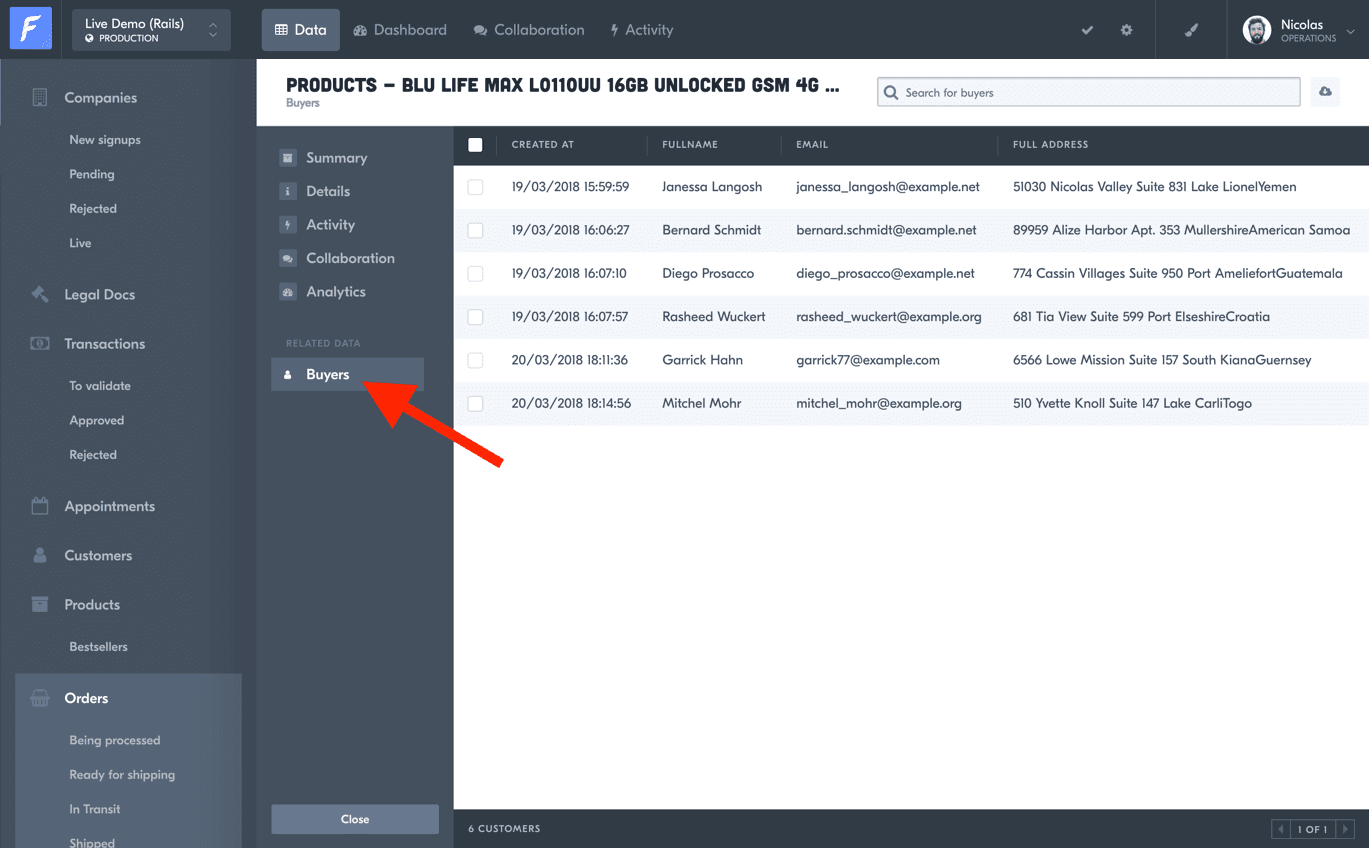 F
Live Demo (Rails)
PRODUCTION
Data
Dashboard
Collaboration
Activity
Nicolas
OPERATIONS
Companies
New signups
Pending
Rejected
Live
Legal Docs
Transactions
To validate
Approved
Rejected
Appointments
Customers
Products
Bestsellers
Orders
Being processed
Ready for shipping
In Transit
Shipped
PRODUCTS – BLU LIFE MAX L0110UU 16GB UNLOCKED GSM 4G ...
Buyers
Search for buyers
Summary
Details
Activity
Collaboration
Analytics
RELATED DATA
Buyers
Close
CREATED AT FULLNAME EMAIL FULL ADDRESS
19/03/2018 15:59:59 Janessa Langosh janessa_langosh@example.net 51030 Nicolas Valley Suite 831 Lake LionelYemen
19/03/2018 16:06:27 Bernard Schmidt bernard.schmidt@example.net 89959 Alize Harbor Apt. 353 MullershireAmerican Samoa
19/03/2018 16:07:10 Diego Prosacco diego_prosacco@example.net 774 Cassin Villages Suite 950 Port AmeliefortGuatemala
19/03/2018 16:07:57 Rasheed Wuckert rasheed_wuckert@example.org 681 Tia View Suite 599 Port ElseshireCroatia
20/03/2018 18:11:36 Garrick Hahn garrick77@example.com 6566 Lowe Mission Suite 157 South KianaGuernsey
20/03/2018 18:14:56 Mitchel Mohr mitchel_mohr@example.org 510 Yvette Knoll Suite 147 Lake CarliTogo
6 CUSTOMERS
1 OF 1